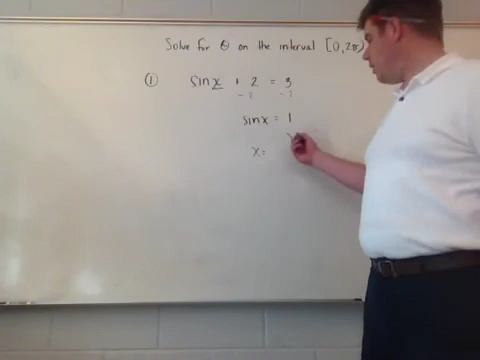 Solve for θ on the interval [0, 2π)
① sin x + 2 = 3
-2 -2
sin x = 1
x =